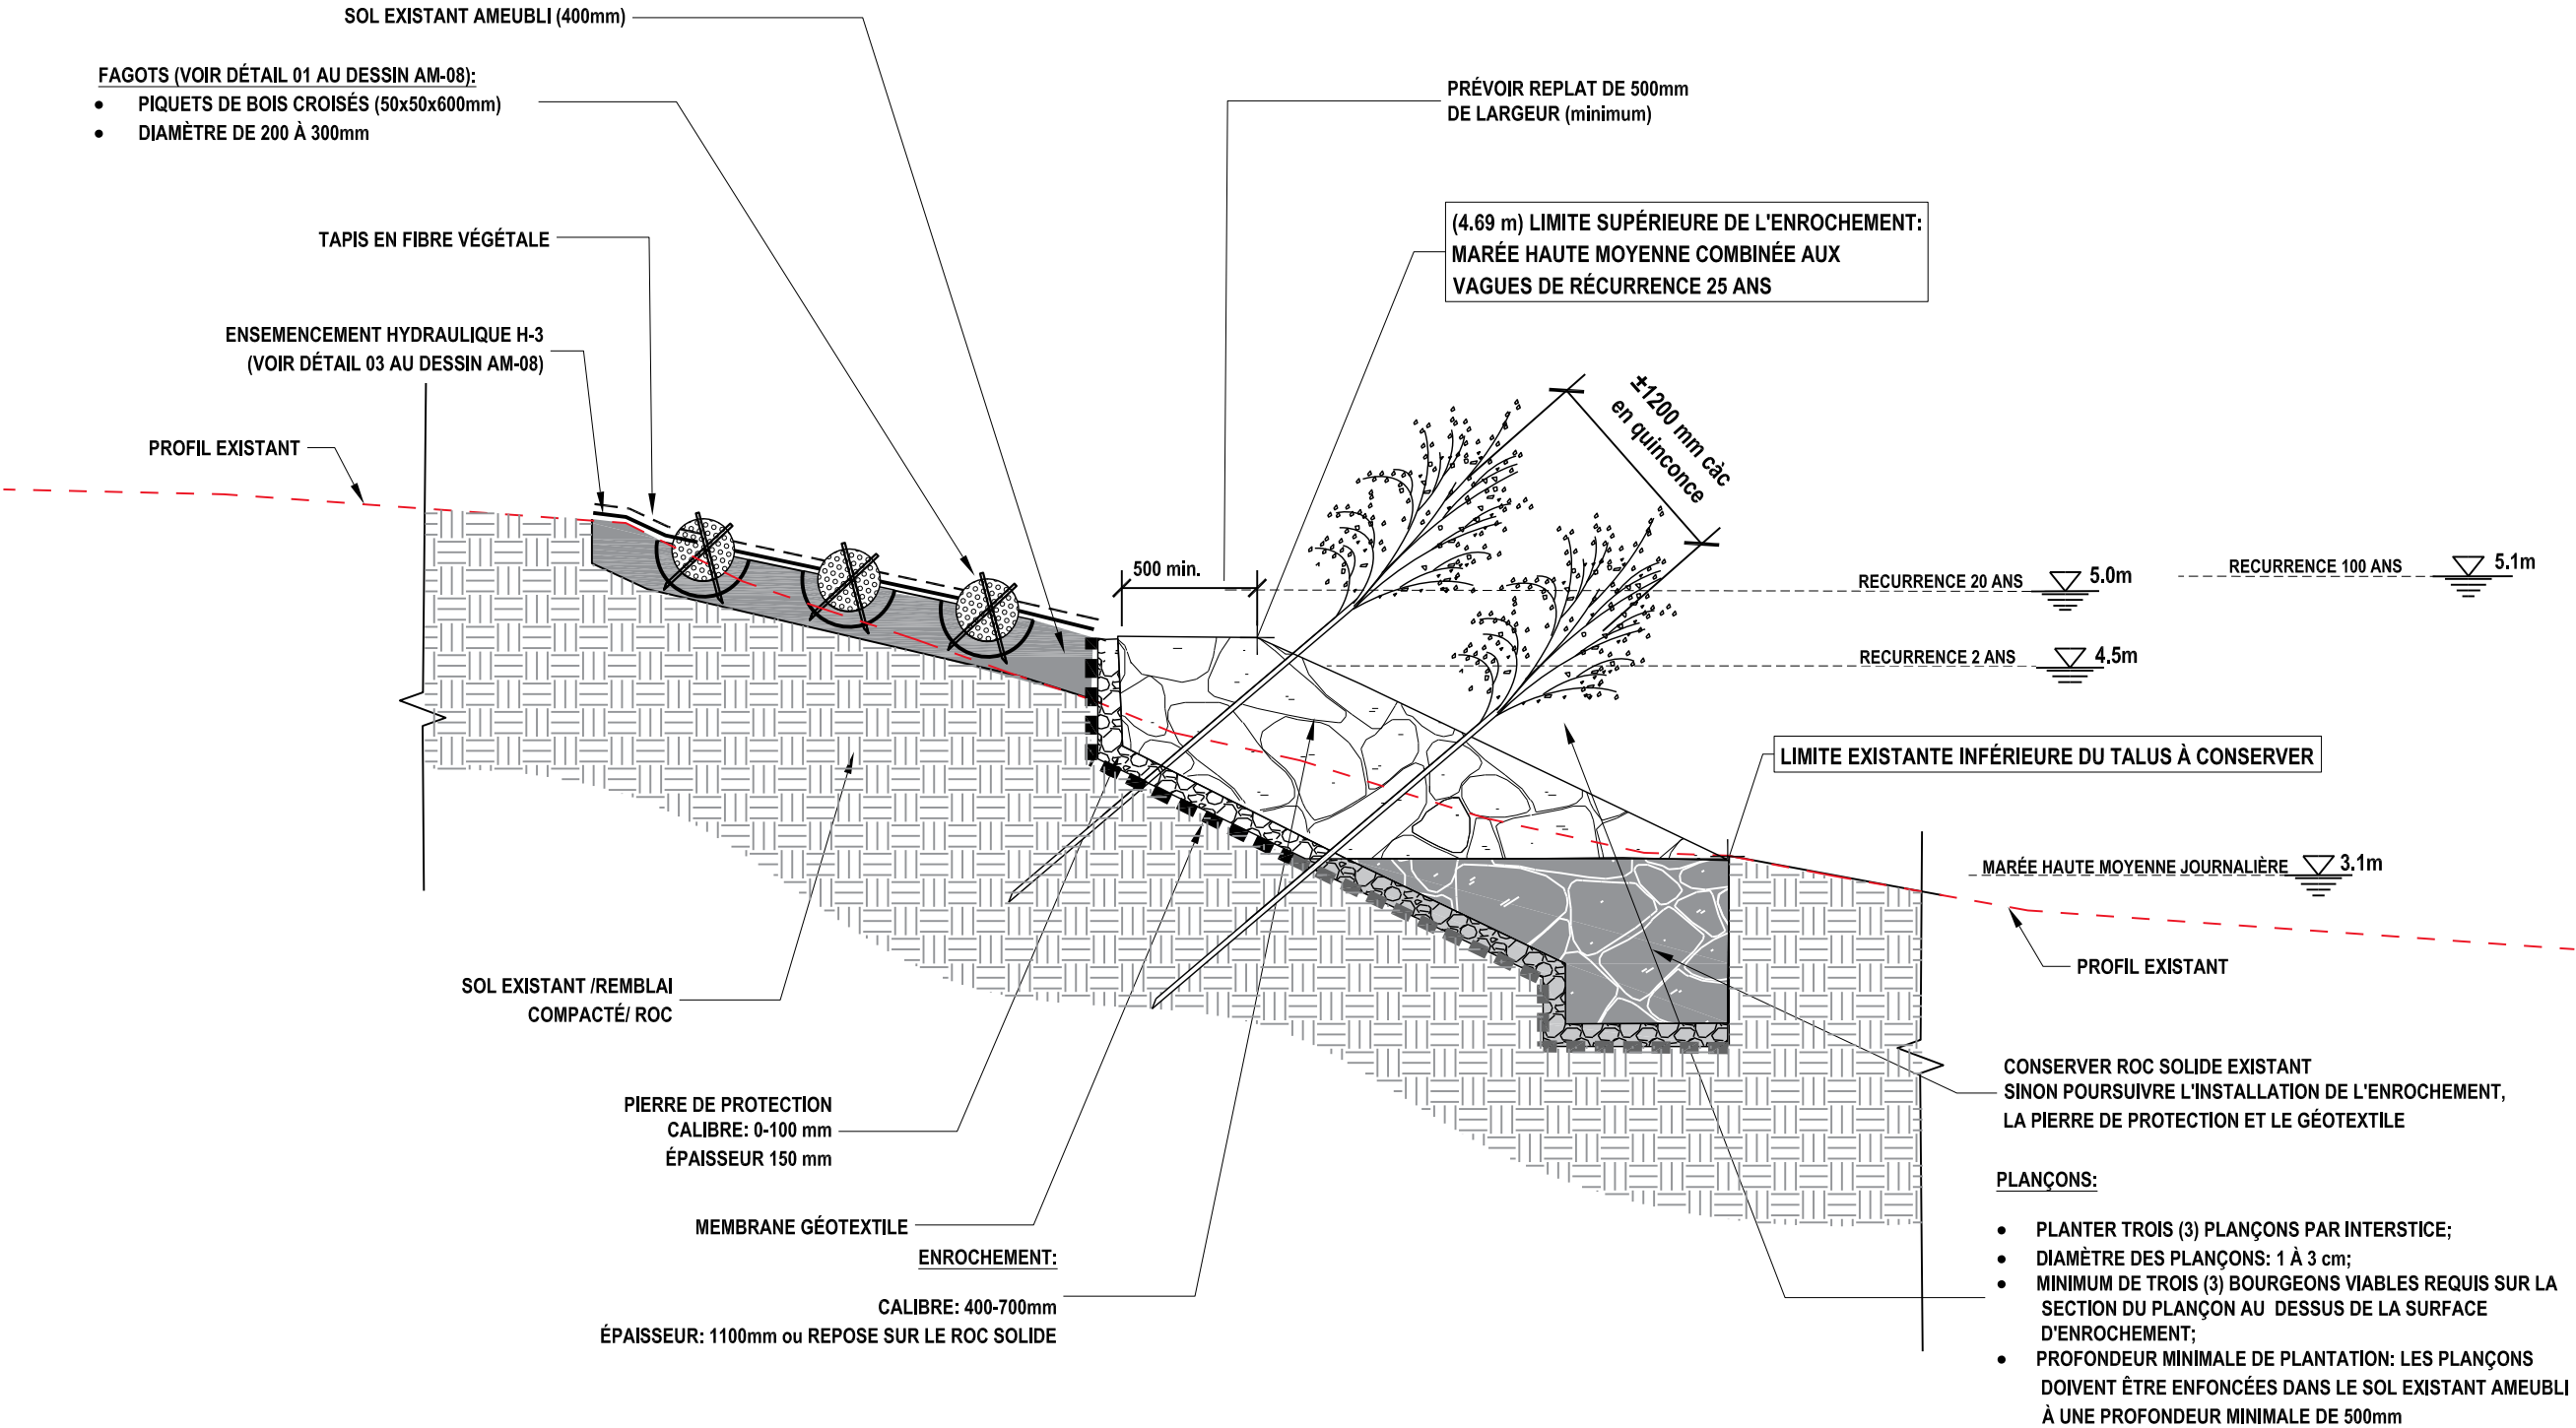 SOL EXISTANT AMEUBLI (400mm)
FAGOTS (VOIR DÉTAIL 01 AU DESSIN AM-08):
• PIQUETS DE BOIS CROISÉS (50x50x600mm)
• DIAMÈTRE DE 200 À 300mm
PRÉVOIR REPLAT DE 500mm
DE LARGEUR (minimum)
(4.69 m) LIMITE SUPÉRIEURE DE L'ENROCHEMENT:
MARÉE HAUTE MOYENNE COMBINÉE AUX
VAGUES DE RÉCURRENCE 25 ANS
TAPIS EN FIBRE VÉGÉTALE
ENSEMENCEMENT HYDRAULIQUE H-3
(VOIR DÉTAIL 03 AU DESSIN AM-08)
PROFIL EXISTANT
±1200 mm càc
en quinconce
500 min.
RECURRENCE 20 ANS
5.0m
RECURRENCE 100 ANS
5.1m
RECURRENCE 2 ANS
4.5m
LIMITE EXISTANTE INFÉRIEURE DU TALUS À CONSERVER
MARÉE HAUTE MOYENNE JOURNALIÈRE
3.1m
PROFIL EXISTANT
SOL EXISTANT /REMBLAI
COMPACTÉ/ ROC
CONSERVER ROC SOLIDE EXISTANT
SINON POURSUIVRE L'INSTALLATION DE L'ENROCHEMENT,
LA PIERRE DE PROTECTION ET LE GÉOTEXTILE
PIERRE DE PROTECTION
CALIBRE: 0-100 mm
ÉPAISSEUR 150 mm
MEMBRANE GÉOTEXTILE
ENROCHEMENT:
CALIBRE: 400-700mm
ÉPAISSEUR: 1100mm ou REPOSE SUR LE ROC SOLIDE
PLANÇONS:
• PLANTER TROIS (3) PLANÇONS PAR INTERSTICE;
• DIAMÈTRE DES PLANÇONS: 1 À 3 cm;
• MINIMUM DE TROIS (3) BOURGEONS VIABLES REQUIS SUR LA
SECTION DU PLANÇON AU DESSUS DE LA SURFACE
D'ENROCHEMENT;
• PROFONDEUR MINIMALE DE PLANTATION: LES PLANÇONS
DOIVENT ÊTRE ENFONCÉES DANS LE SOL EXISTANT AMEUBLI
À UNE PROFONDEUR MINIMALE DE 500mm